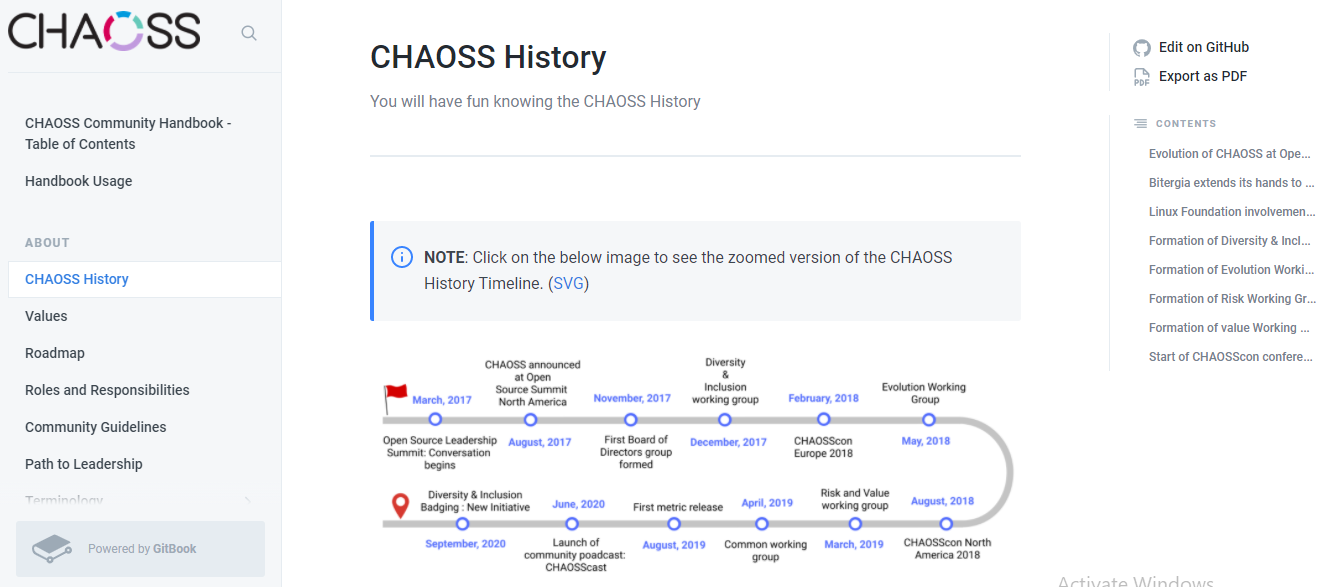 CHAOSS
CHAOSS Community Handbook -
Table of Contents
Handbook Usage
ABOUT
CHAOSS History
Values
Roadmap
Roles and Responsibilities
Community Guidelines
Path to Leadership
Terminology
Powered by GitBook
CHAOSS History
You will have fun knowing the CHAOSS History
NOTE: Click on the below image to see the zoomed version of the CHAOSS
History Timeline. (SVG)
March, 2017
Open Source Leadership
Summit: Conversation
begins
CHAOSS announced
at Open
Source Summit
North America
August, 2017
November, 2017
First Board of
Directors group
formed
Diversity
&
Inclusion
working group
December, 2017
February, 2018
CHAOSScon
Europe 2018
Evolution Working
Group
May, 2018
August, 2018
CHAOSScon North
America 2018
Risk and Value
working group
March, 2019
April, 2019
Common working
group
First metric release
August, 2019
June, 2020
Launch of
community poadcast:
CHAOSScast
Diversity & Inclusion
Badging : New Initiative
September, 2020
Edit on GitHub
PDF
Export as PDF
CONTENTS
Evolution of CHAOSS at Ope...
Bitergia extends its hands to ...
Linux Foundation involvemen...
Formation of Diversity & Incl...
Formation of Evolution Worki...
Formation of Risk Working Gr...
Formation of value Working ...
Start of CHAOSScon confere...
Activate Windows